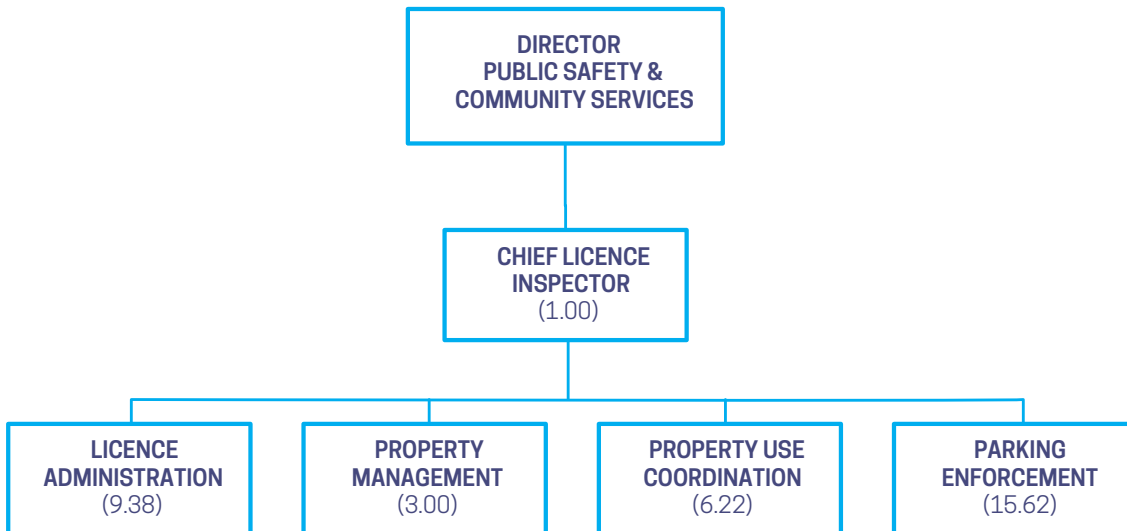 DIRECTOR
PUBLIC SAFETY &
COMMUNITY SERVICES
CHIEF LICENCE
INSPECTOR
(1.00)
LICENCE
ADMINISTRATION
(9.38)
PROPERTY
MANAGEMENT
(3.00)
PROPERTY USE
COORDINATION
(6.22)
PARKING
ENFORCEMENT
(15.62)